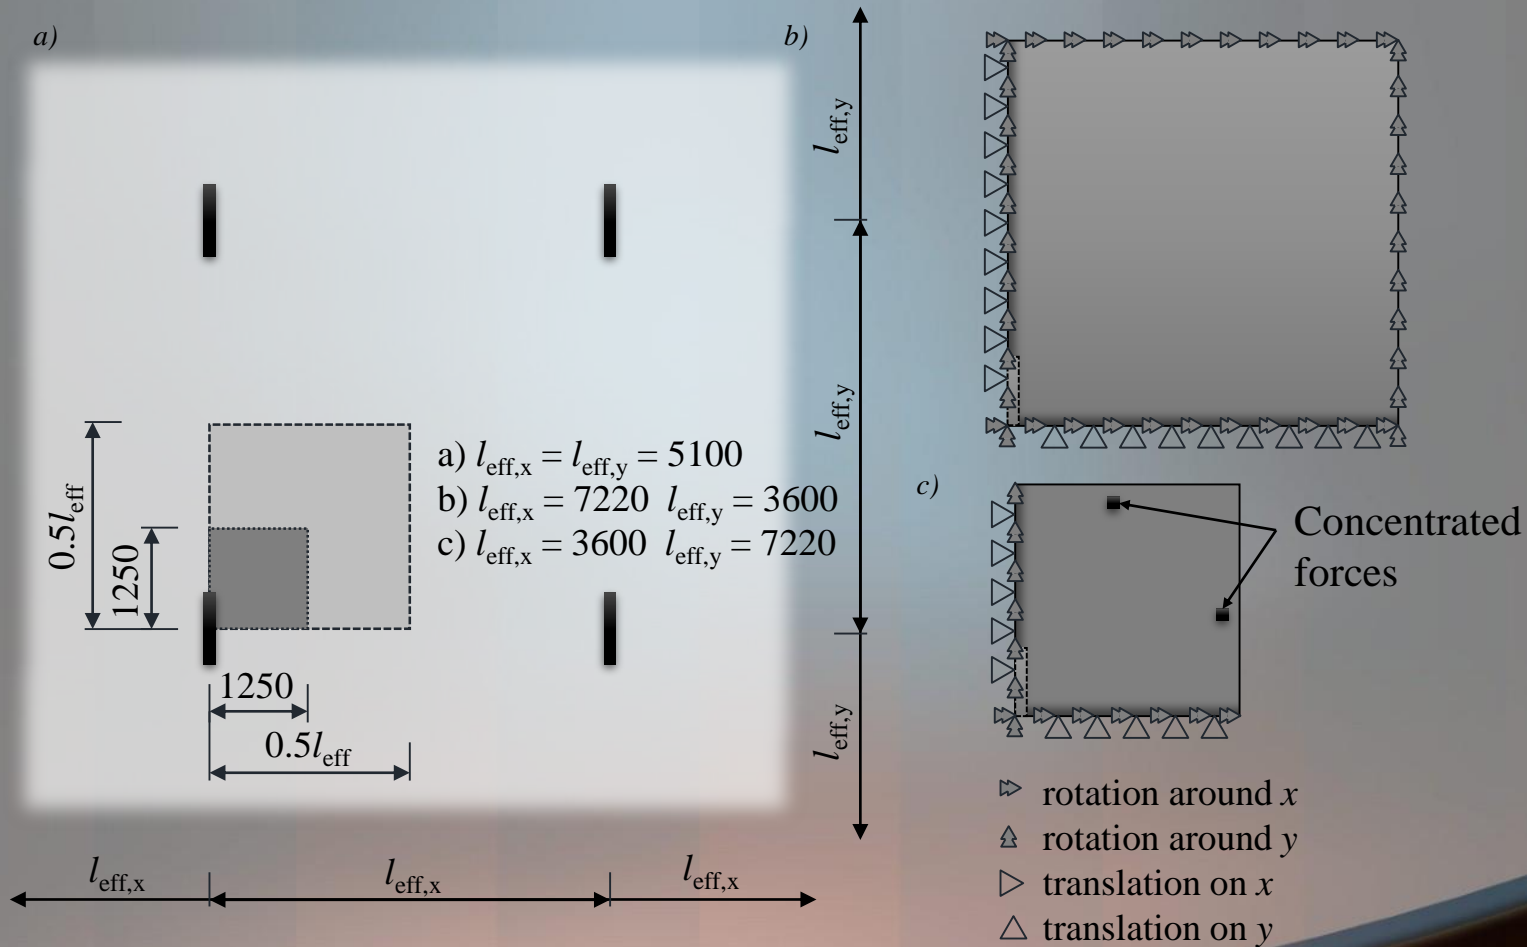 a)
b)
l_eff,y
l_eff,y
l_eff,y
a) l_eff,x = l_eff,y = 5100
b) l_eff,x = 7220 l_eff,y = 3600
c) l_eff,x = 3600 l_eff,y = 7220
0.5l_eff
1250
1250
0.5l_eff
l_eff,x
l_eff,x
l_eff,x
c)
Concentrated
forces
rotation around x
rotation around y
translation on x
translation on y